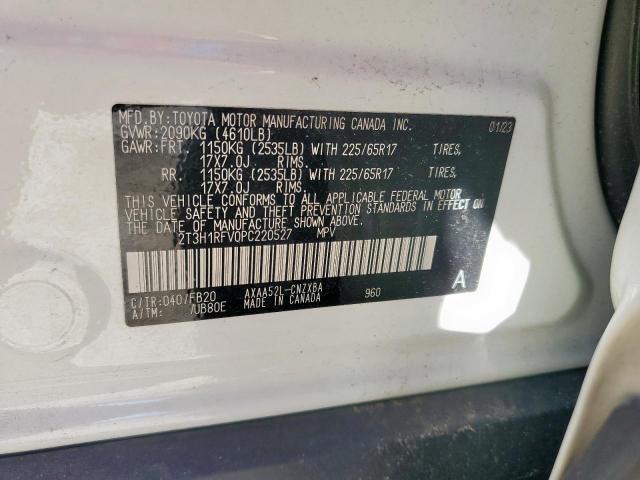 MFD.BY:TOYOTA MOTOR MANUFACTURING CANADA INC. 01/23
GVWR:2090KG (4610LB)
GAWR:FRT. 1150KG (2535LB) WITH 225/65R17 TIRES,
17X7.0J RIMS.
RR. 1150KG (2535LB) WITH 225/65R17 TIRES,
17X7.0J RIMS.
THIS VEHICLE CONFORMS TO ALL APPLICABLE FEDERAL MOTOR
VEHICLE SAFETY AND THEFT PREVENTION STANDARDS IN EFFECT ON
THE DATE OF MANUFACTURE SHOWN ABOVE.
2T3H1RFV0PC220527 MPV
C/TR:040/FB20 AXAA52L-CNZXBA 960 A
A/TM: /UB80E MADE IN CANADA